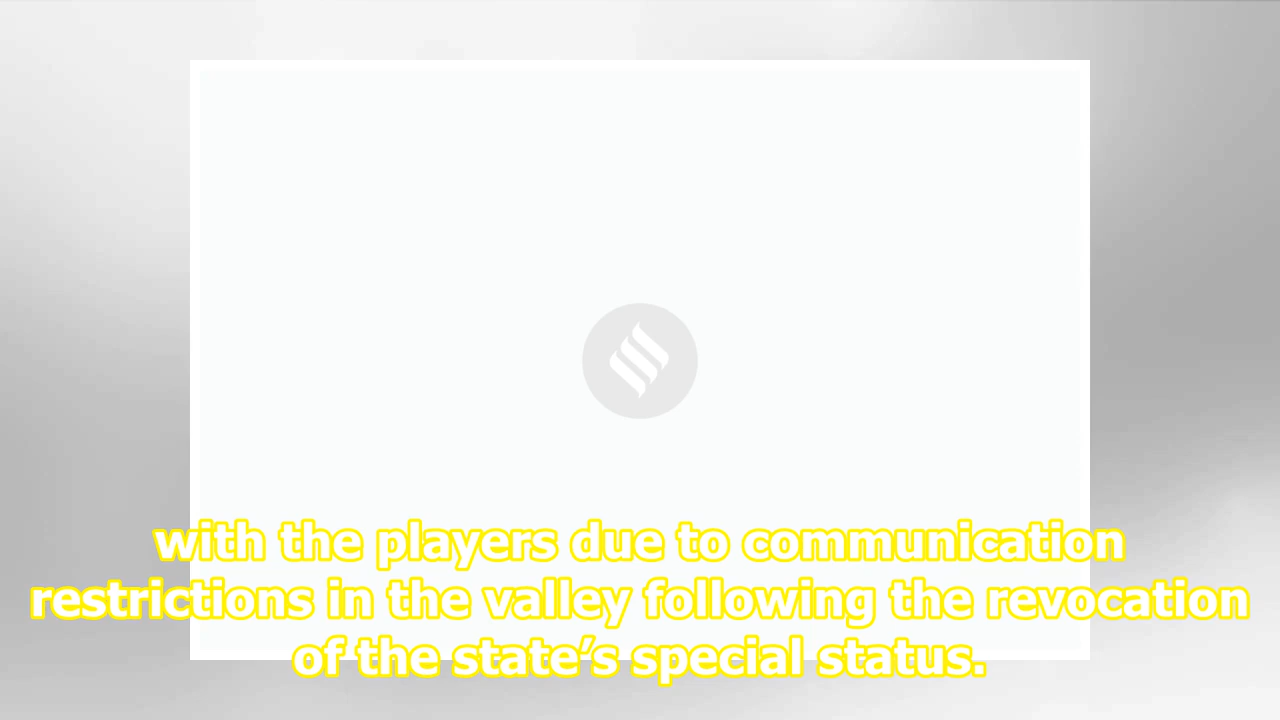 with the players due to communication
restrictions in the valley following the revocation
of the state’s special status.